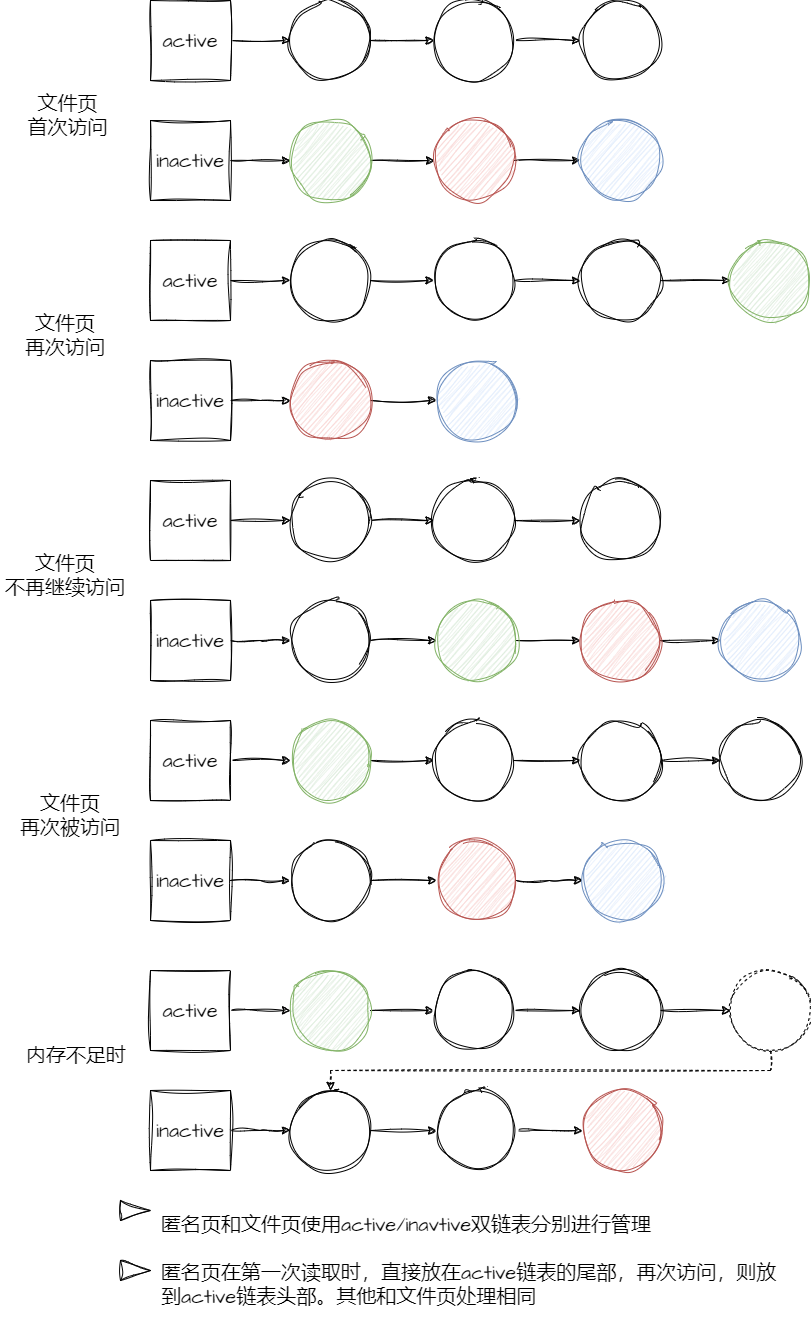 active
文件页
首次访问
inactive
active
文件页
再次访问
inactive
active
文件页
不再继续访问
inactive
active
文件页
再次被访问
inactive
active
内存不足时
inactive
匿名页和文件页使用active/inavtive双链表分别进行管理
匿名页在第一次读取时，直接放在active链表的尾部，再次访问，则放
到active链表头部。其他和文件页处理相同